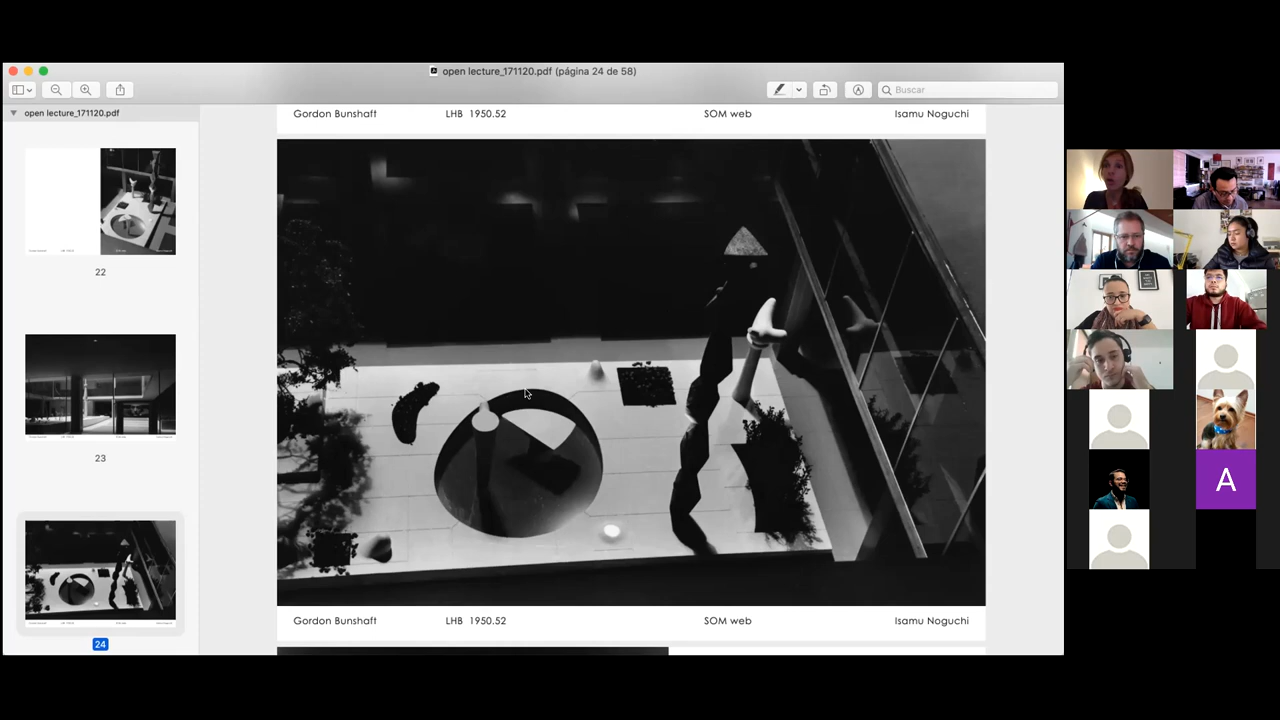 open lecture_171120.pdf (página 24 de 58)
Buscar
open lecture_171120.pdf
22
23
24
Gordon Bunshaft LHB 1950.52 SOM web Isamu Noguchi
Gordon Bunshaft LHB 1950.52 SOM web Isamu Noguchi
A